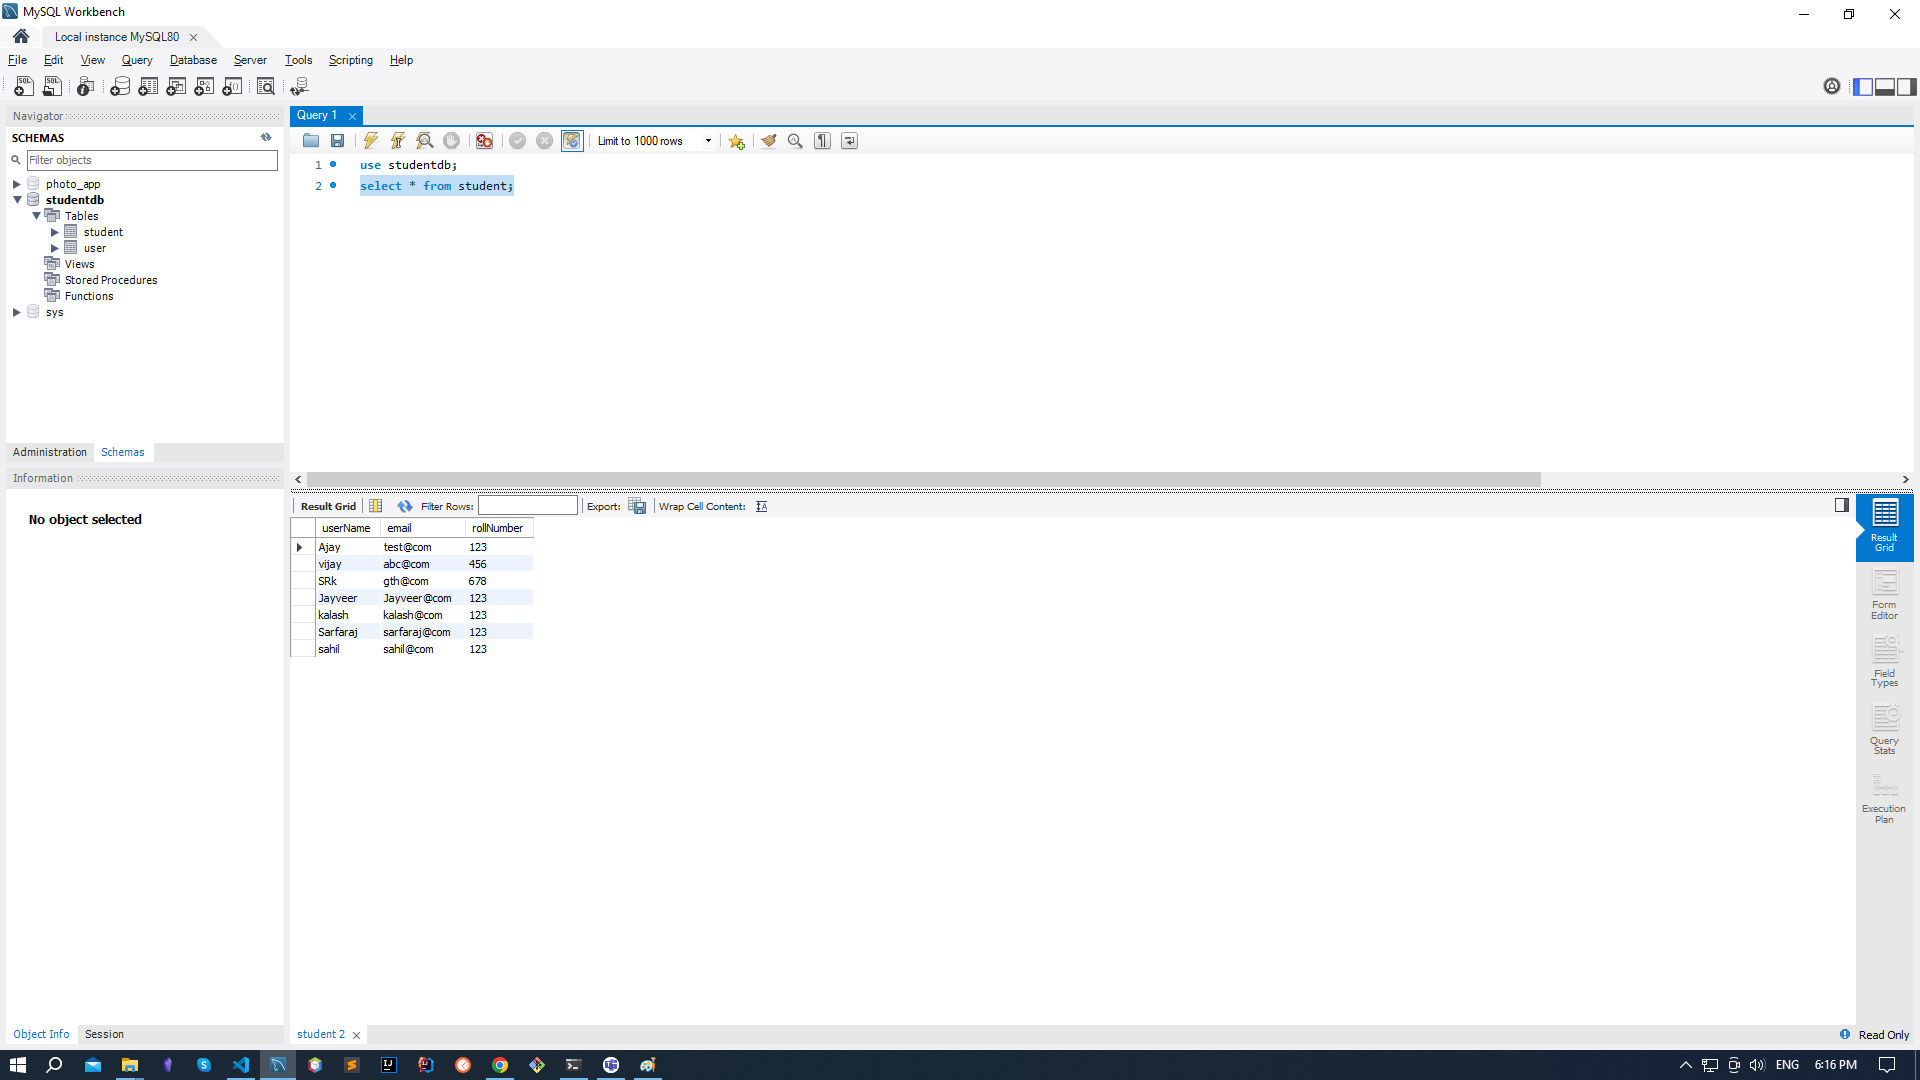 MySQL Workbench
Local instance MySQL80
File Edit View Query Database Server Tools Scripting Help
Navigator
SCHEMAS
Filter objects
photo_app
studentdb
Tables
student
user
Views
Stored Procedures
Functions
sys
Administration Schemas
Information
No object selected
Object Info Session
Query 1
Limit to 1000 rows
1 use studentdb;
2 select * from student;
Result Grid Filter Rows: Export: Wrap Cell Content:
userName email rollNumber
Ajay test@com 123
vijay abc@com 456
SRk gth@com 678
Jayveer Jayveer@com 123
kalash kalash@com 123
Sarfaraj sarfaraj@com 123
sahil sahil@com 123
Result
Grid
Form
Editor
Field
Types
Query
Stats
Execution
Plan
student 2
Read Only
ENG 6:16 PM